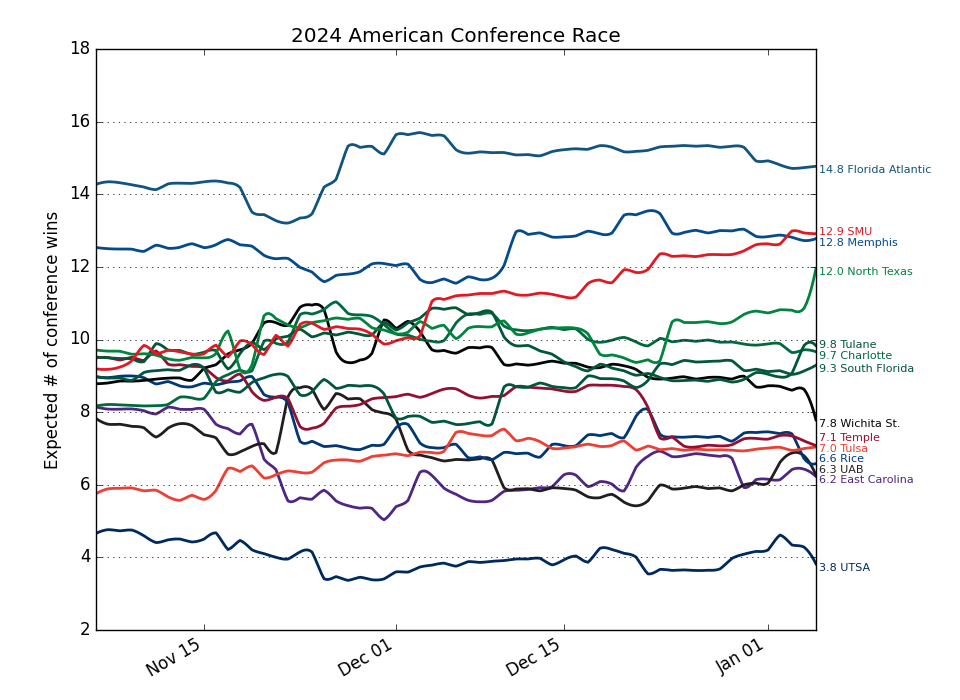 2024 American Conference Race
Expected # of conference wins
18
16
14
12
10
8
6
4
2
Nov 15
Dec 01
Dec 15
Jan 01
14.8 Florida Atlantic
12.9 SMU
12.8 Memphis
12.0 North Texas
9.8 Tulane
9.7 Charlotte
9.3 South Florida
7.8 Wichita St.
7.1 Temple
7.0 Tulsa
6.6 Rice
6.3 UAB
6.2 East Carolina
3.8 UTSA